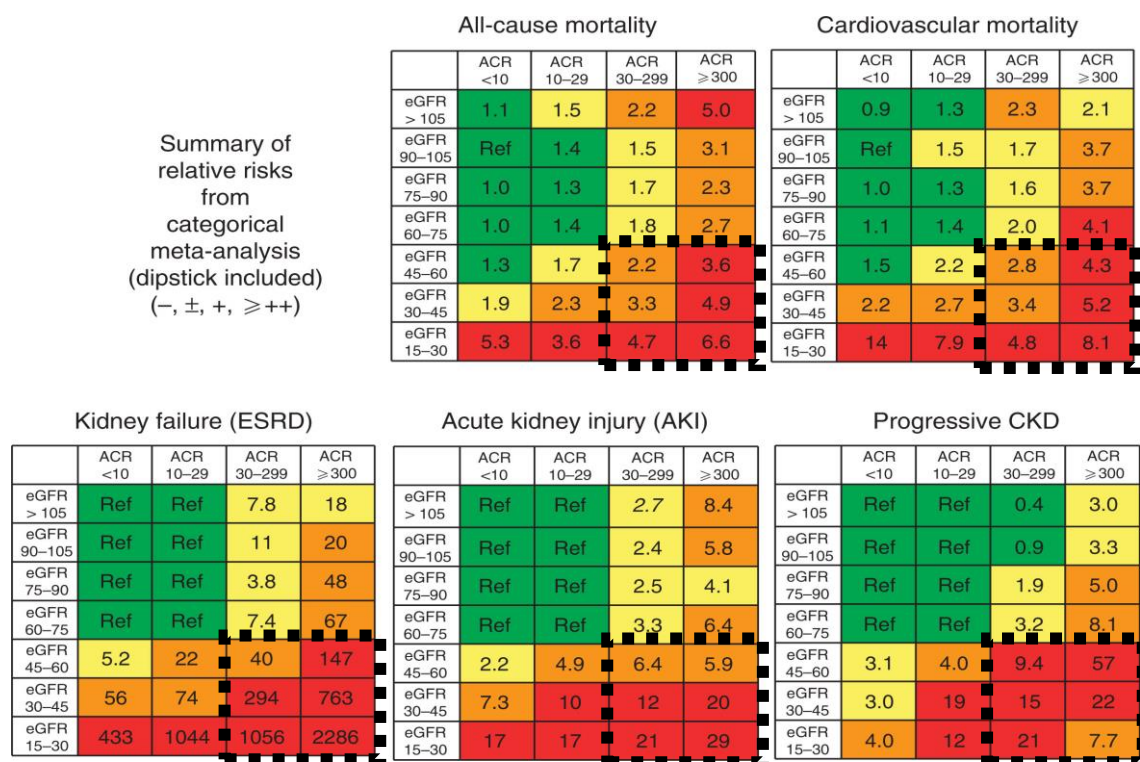 All-cause mortality
ACR <10 ACR 10–29 ACR 30–299 ACR ⩾300
eGFR > 105 1.1 1.5 2.2 5.0
eGFR 90–105 Ref 1.4 1.5 3.1
eGFR 75–90 1.0 1.3 1.7 2.3
eGFR 60–75 1.0 1.4 1.8 2.7
eGFR 45–60 1.3 1.7 2.2 3.6
eGFR 30–45 1.9 2.3 3.3 4.9
eGFR 15–30 5.3 3.6 4.7 6.6
Cardiovascular mortality
ACR <10 ACR 10–29 ACR 30–299 ACR ⩾300
eGFR > 105 0.9 1.3 2.3 2.1
eGFR 90–105 Ref 1.5 1.7 3.7
eGFR 75–90 1.0 1.3 1.6 3.7
eGFR 60–75 1.1 1.4 2.0 4.1
eGFR 45–60 1.5 2.2 2.8 4.3
eGFR 30–45 2.2 2.7 3.4 5.2
eGFR 15–30 14 7.9 4.8 8.1
Summary of
relative risks
from
categorical
meta-analysis
(dipstick included)
(–, ±, +, ⩾++)
Kidney failure (ESRD)
ACR <10 ACR 10–29 ACR 30–299 ACR ⩾300
eGFR > 105 Ref Ref 7.8 18
eGFR 90–105 Ref Ref 11 20
eGFR 75–90 Ref Ref 3.8 48
eGFR 60–75 Ref Ref 7.4 67
eGFR 45–60 5.2 22 40 147
eGFR 30–45 56 74 294 763
eGFR 15–30 433 1044 1056 2286
Acute kidney injury (AKI)
ACR <10 ACR 10–29 ACR 30–299 ACR ⩾300
eGFR > 105 Ref Ref 2.7 8.4
eGFR 90–105 Ref Ref 2.4 5.8
eGFR 75–90 Ref Ref 2.5 4.1
eGFR 60–75 Ref Ref 3.3 6.4
eGFR 45–60 2.2 4.9 6.4 5.9
eGFR 30–45 7.3 10 12 20
eGFR 15–30 17 17 21 29
Progressive CKD
ACR <10 ACR 10–29 ACR 30–299 ACR ⩾300
eGFR > 105 Ref Ref 0.4 3.0
eGFR 90–105 Ref Ref 0.9 3.3
eGFR 75–90 Ref Ref 1.9 5.0
eGFR 60–75 Ref Ref 3.2 8.1
eGFR 45–60 3.1 4.0 9.4 57
eGFR 30–45 3.0 19 15 22
eGFR 15–30 4.0 12 21 7.7